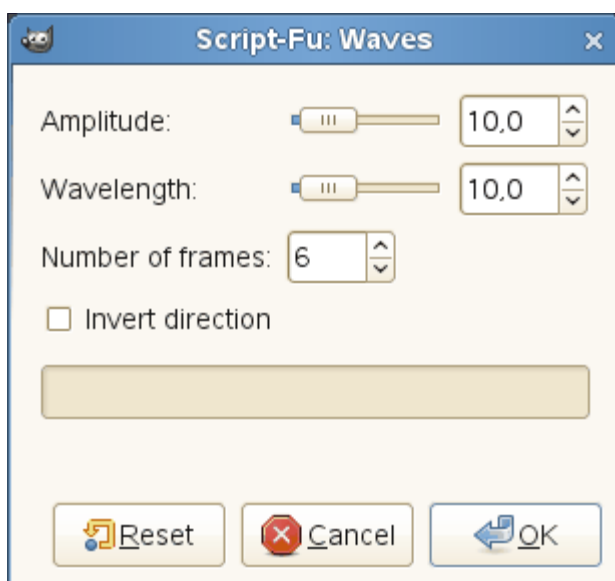 Script-Fu: Waves
Amplitude: 10,0
Wavelength: 10,0
Number of frames: 6
Invert direction
Reset Cancel OK